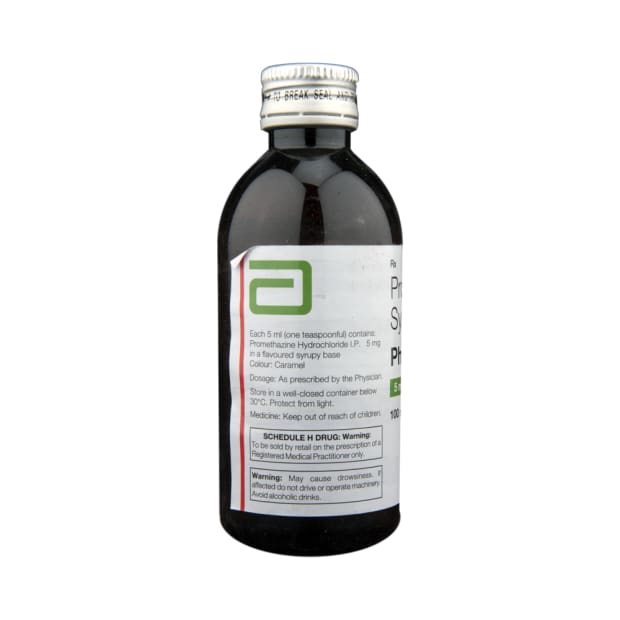 TO BREAK SEAL AND
Each 5 ml (one teaspoonful) contains:
Promethazine Hydrochloride I.P. 5 mg
in a flavoured syrupy base
Colour: Caramel
Dosage: As prescribed by the Physician.
Store in a well-closed container below
30°C. Protect from light.
Medicine: Keep out of reach of children.
SCHEDULE H DRUG: Warning:
To be sold by retail on the prescription of a
Registered Medical Practitioner only.
Warning: May cause drowsiness. If
affected do not drive or operate machinery.
Avoid alcoholic drinks.
Rx
Pr
Sy
Ph
5 m
100